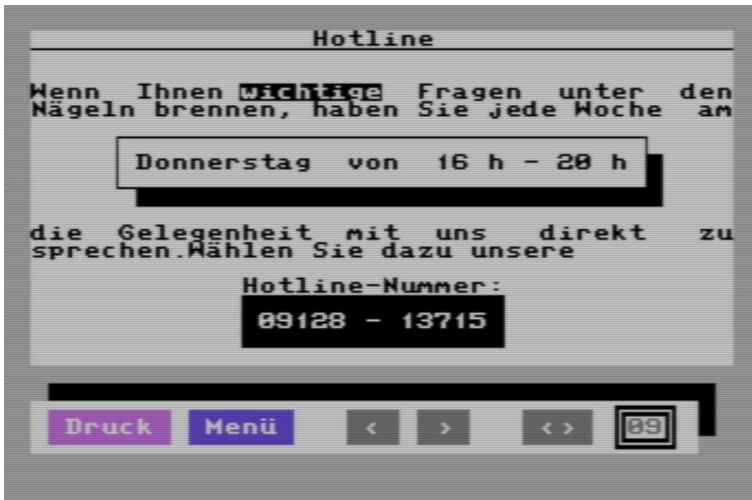 Hotline
Wenn Ihnen wichtige Fragen unter den
Nägeln brennen, haben Sie jede Woche am
Donnerstag von 16 h - 20 h
die Gelegenheit mit uns direkt zu
sprechen.Wählen Sie dazu unsere
Hotline-Nummer:
09128 - 13715
Druck Menü < > <> 09